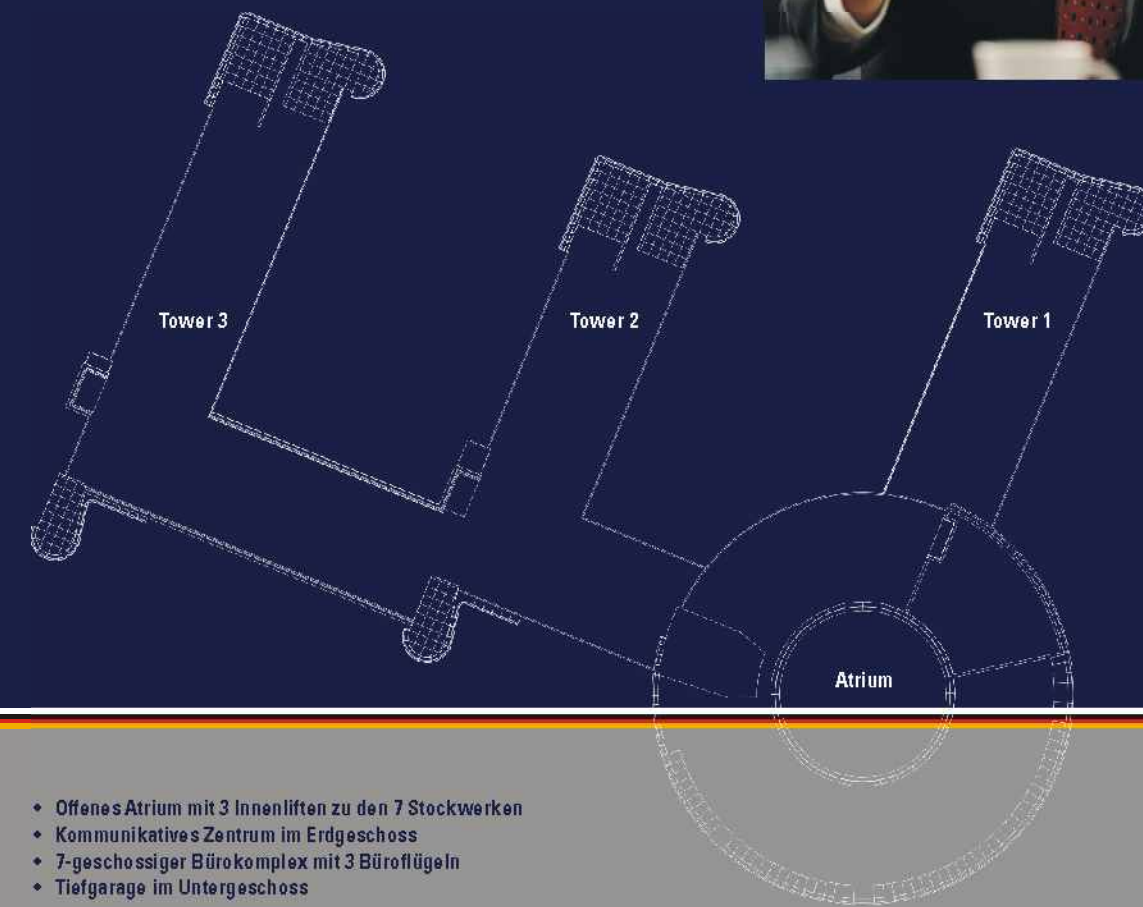 Tower 3
Tower 2
Tower 1
Atrium
• Offenes Atrium mit 3 Innenliften zu den 7 Stockwerken
• Kommunikatives Zentrum im Erdgeschoss
• 7-geschossiger Bürokomplex mit 3 Büroflügeln
• Tiefgarage im Untergeschoss